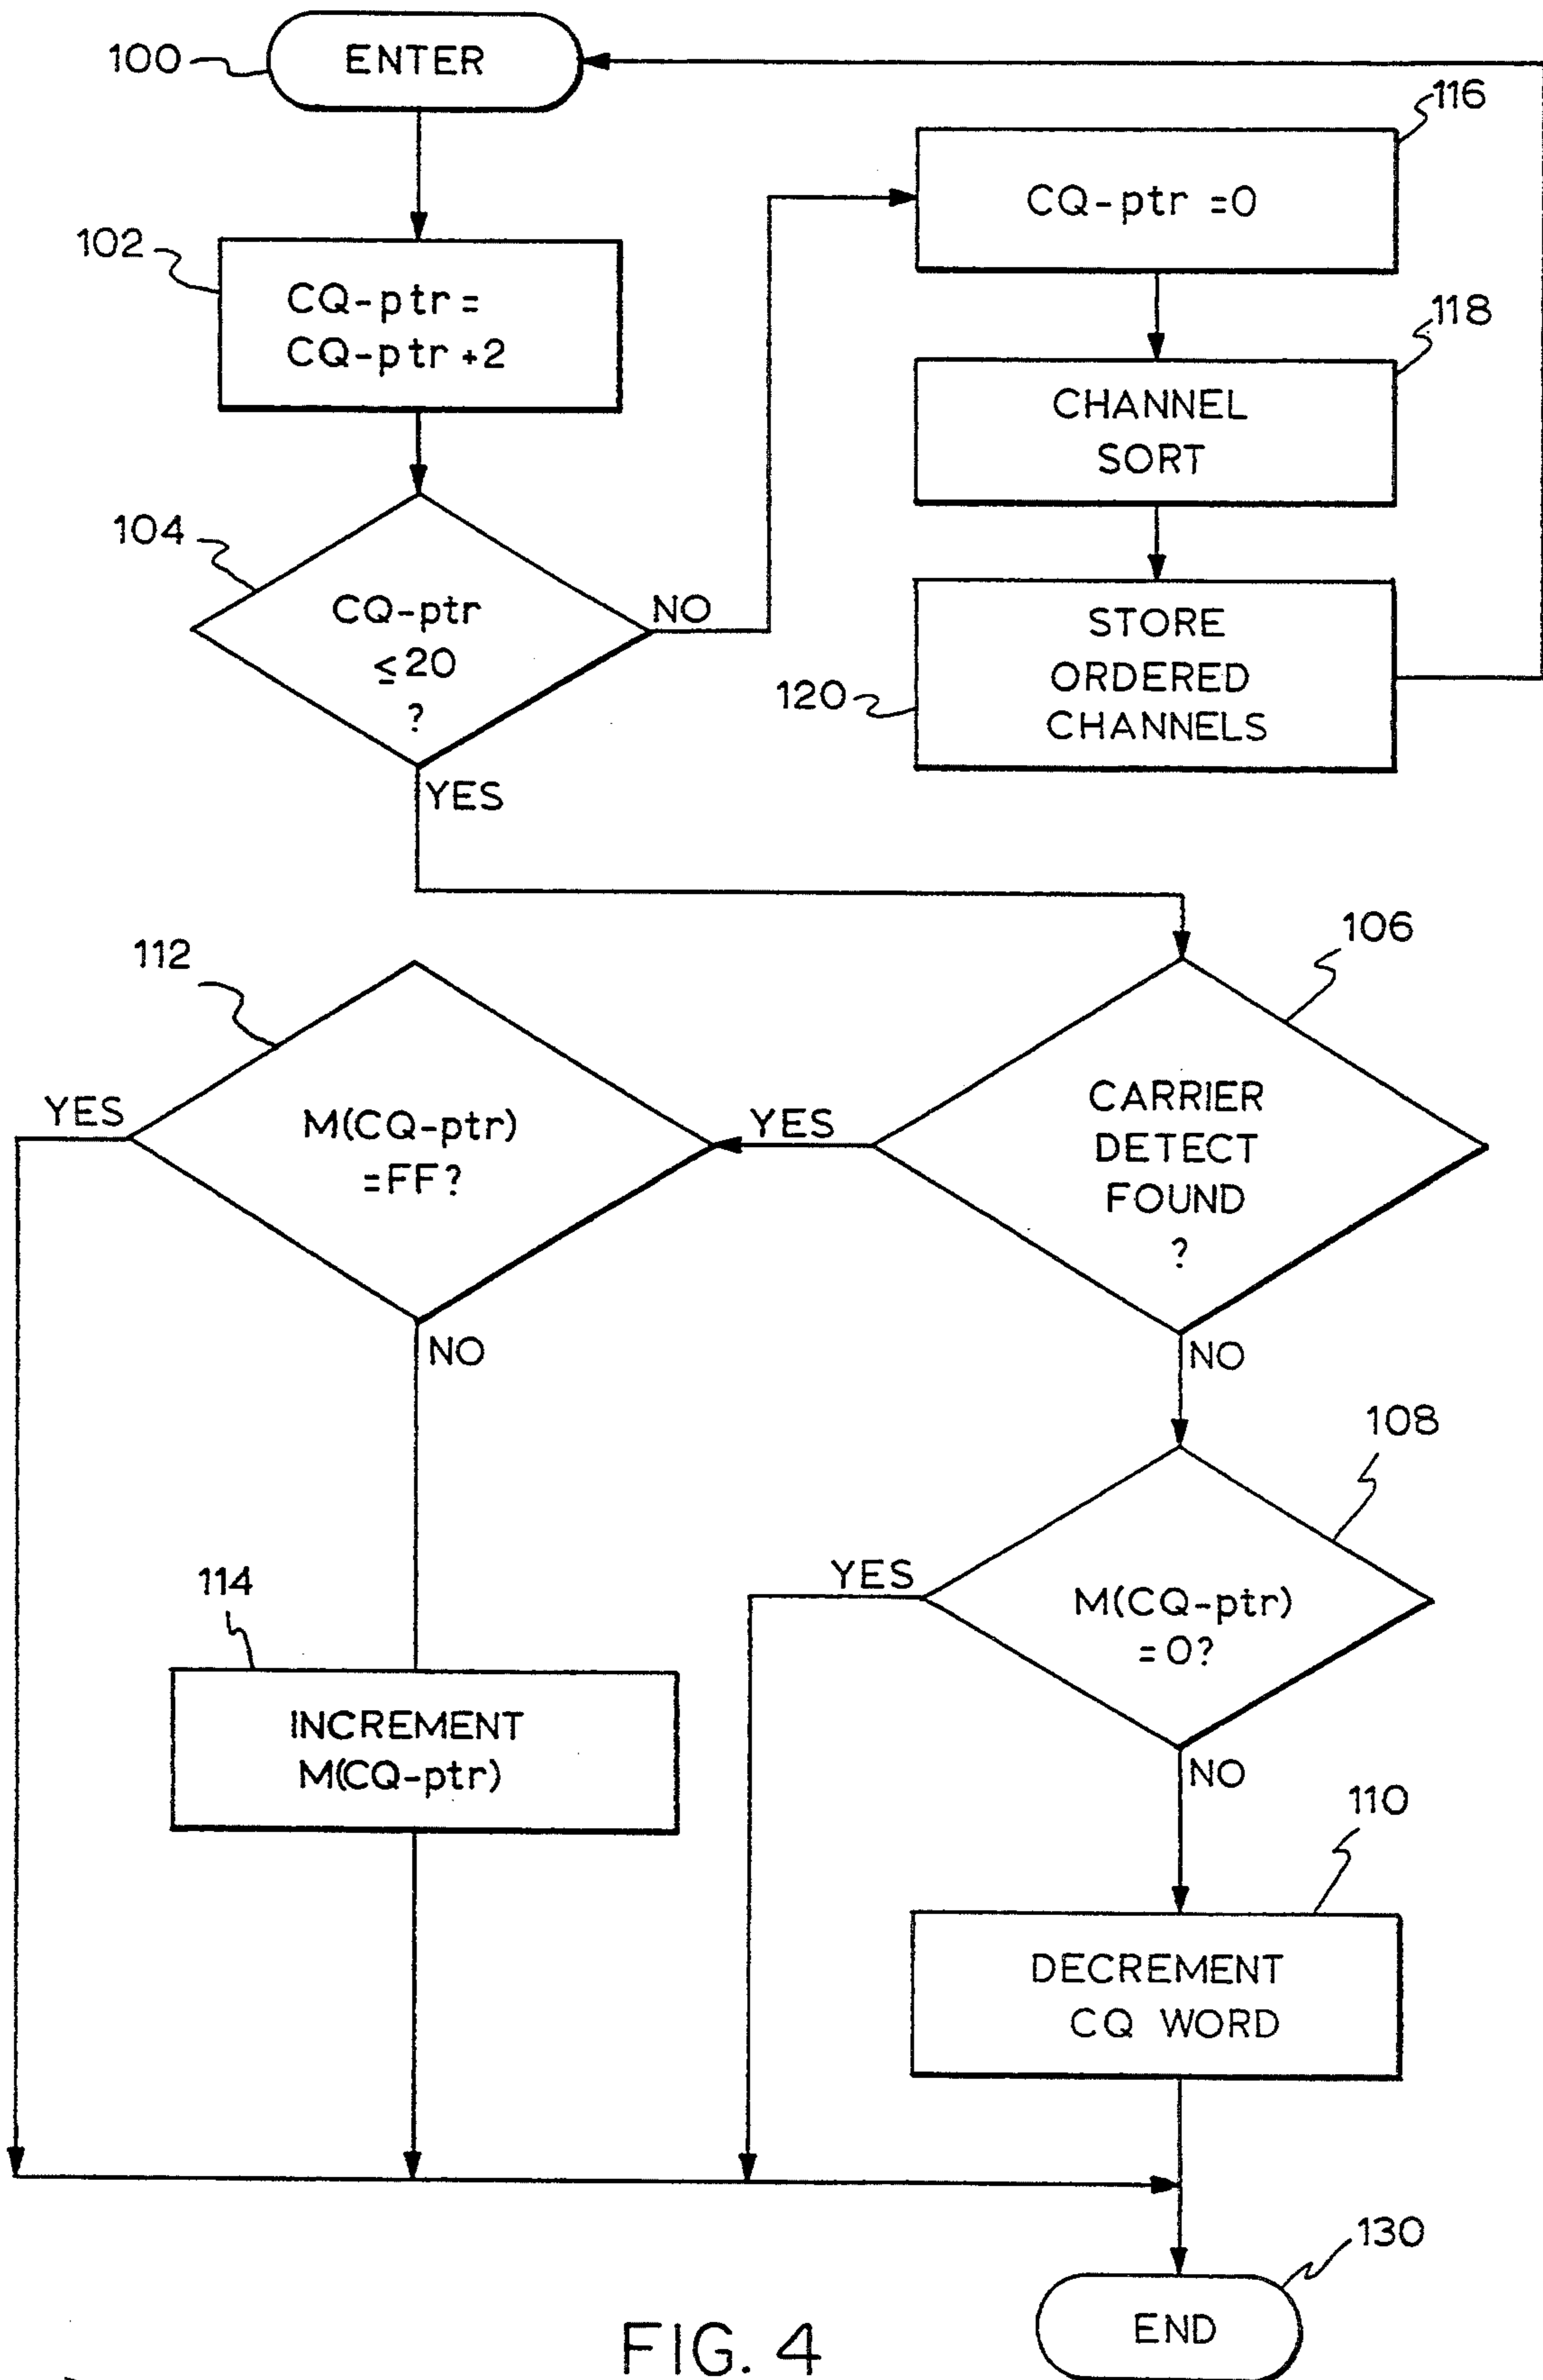 100
ENTER
102
CQ-ptr =
CQ-ptr +2
104
CQ-ptr
≤20
?
NO
YES
116
CQ-ptr =0
118
CHANNEL
SORT
120
STORE
ORDERED
CHANNELS
106
CARRIER
DETECT
FOUND
?
YES
NO
112
M(CQ-ptr)
=FF?
YES
NO
114
INCREMENT
M(CQ-ptr)
108
M(CQ-ptr)
=0?
YES
NO
110
DECREMENT
CQ WORD
130
END
FIG. 4